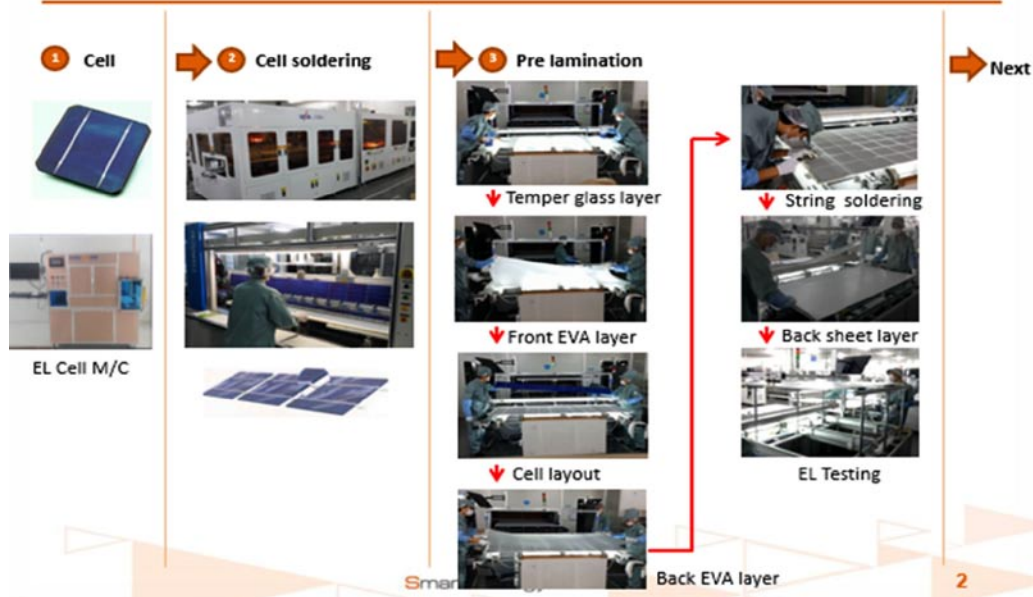 1 Cell
2 Cell soldering
3 Pre lamination
Next
EL Cell M/C
Temper glass layer
Front EVA layer
Cell layout
Back EVA layer
String soldering
Back sheet layer
EL Testing
2